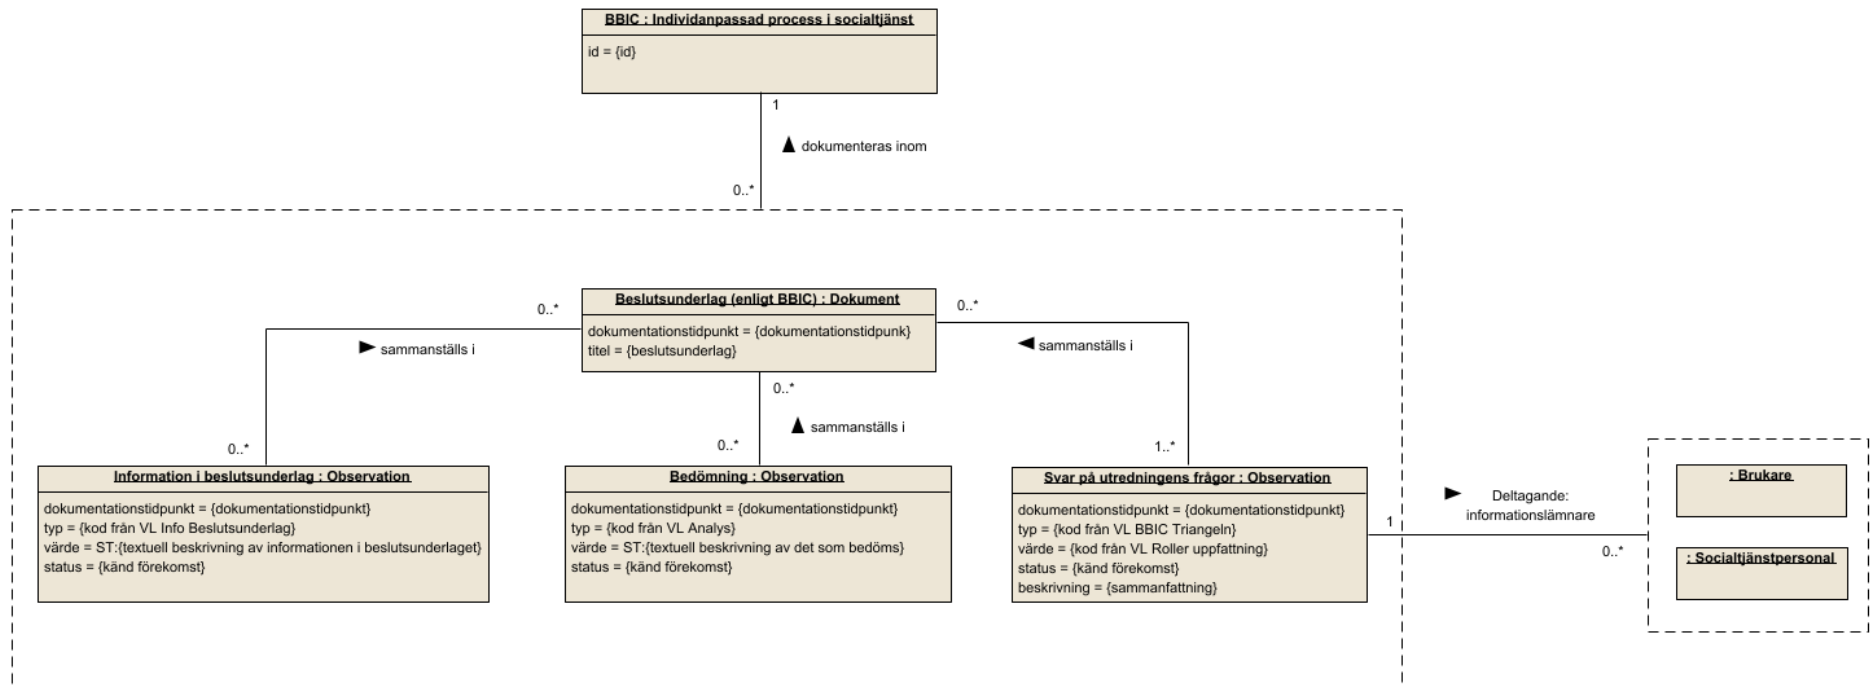 BBIC : Individanpassad process i socialtjänst
id = {id}
1
dokumenteras inom
0..*
Beslutsunderlag (enligt BBIC) : Dokument
dokumentationstidpunkt = {dokumentationstidpunk}
titel = {beslutsunderlag}
0..*
0..*
sammanställs i
sammanställs i
0..*
sammanställs i
0..*
0..*
1..*
Information i beslutsunderlag : Observation
dokumentationstidpunkt = {dokumentationstidpunkt}
typ = {kod från VL Info Beslutsunderlag}
värde = ST:{textuell beskrivning av informationen i beslutsunderlaget}
status = {känd förekomst}
Bedömning : Observation
dokumentationstidpunkt = {dokumentationstidpunkt}
typ = {kod från VL Analys}
värde = ST:{textuell beskrivning av det som bedöms}
status = {känd förekomst}
Svar på utredningens frågor : Observation
dokumentationstidpunkt = {dokumentationstidpunkt}
typ = {kod från VL BBIC Triangeln}
värde = {kod från VL Roller uppfattning}
status = {känd förekomst}
beskrivning = {sammanfattning}
1
Deltagande:
informationslämnare
0..*
: Brukare
: Socialtjänstpersonal